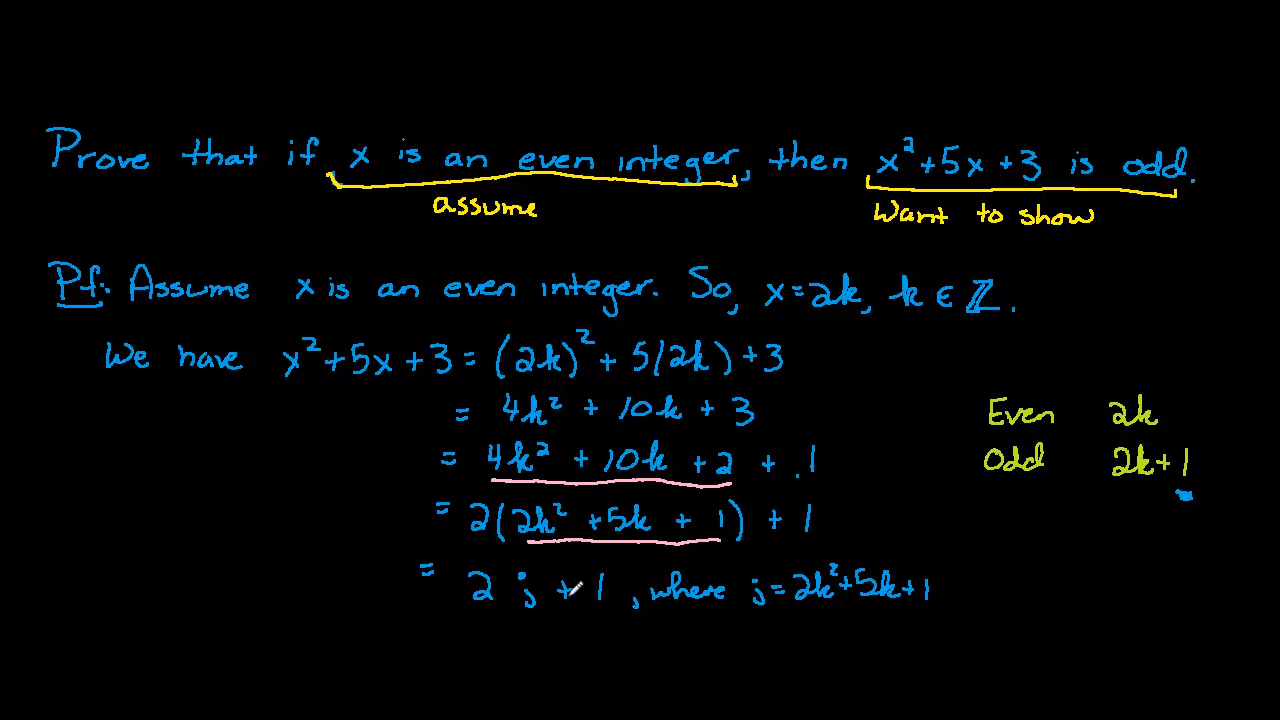 Prove that if x is an even integer, then x²+5x+3 is odd.
assume
Want to show
Pf: Assume x is an even integer. So, x=2k, k∈ℤ.
We have x²+5x+3 = (2k)² + 5(2k) + 3
= 4k² + 10k + 3
= 4k² + 10k + 2 + 1
= 2(2k² + 5k + 1) + 1
= 2j + 1, where j=2k²+5k+1
Even 2k
Odd 2k+1